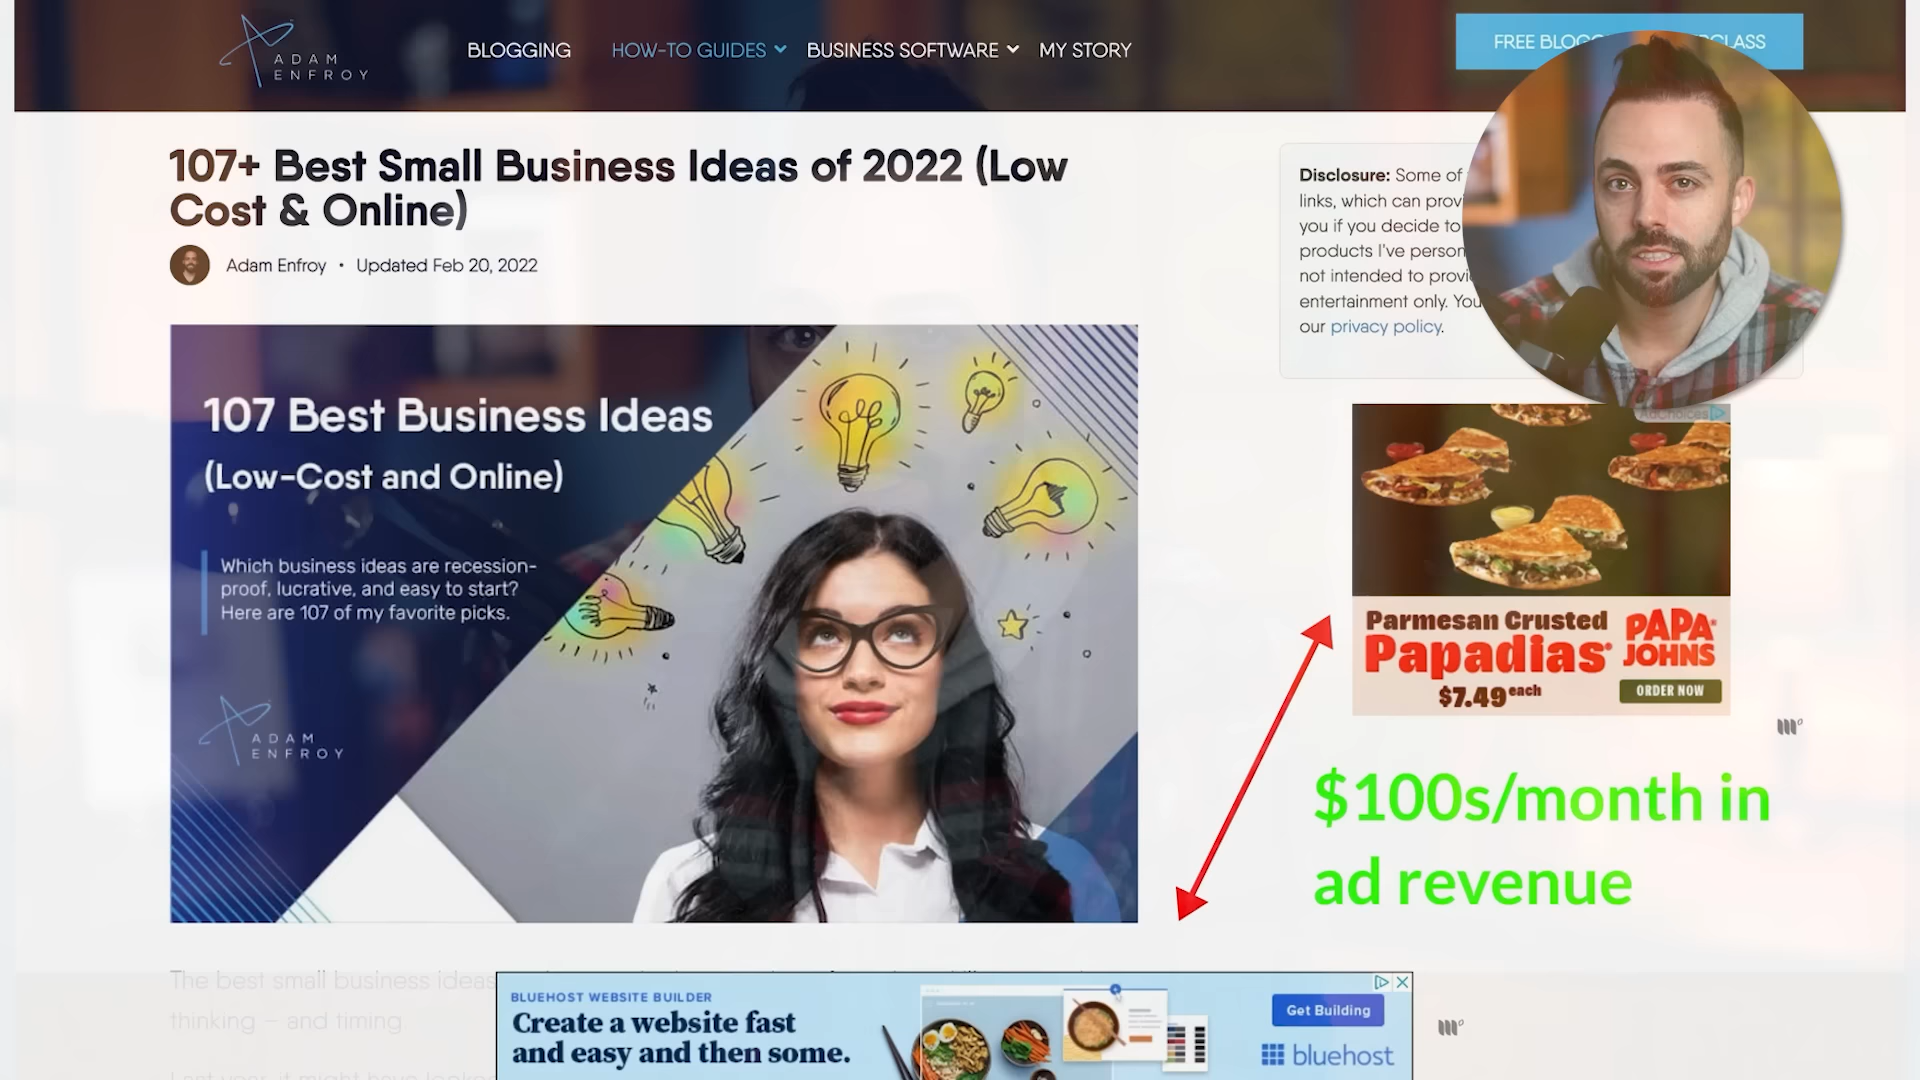 ADAM
ENFROY
BLOGGING
HOW-TO GUIDES
BUSINESS SOFTWARE
MY STORY
FREE BLOGG
CLASS
107+ Best Small Business Ideas of 2022 (Low
Cost & Online)
Adam Enfroy • Updated Feb 20, 2022
Disclosure: Some of
links, which can provi
you if you decide to
products I've person
not intended to provi
entertainment only. You
our privacy policy.
107 Best Business Ideas
(Low-Cost and Online)
Which business ideas are recession-
proof, lucrative, and easy to start?
Here are 107 of my favorite picks.
ADAM
ENFROY
AdChoices
Parmesan Crusted
Papadias®
$7.49 each
PAPA
JOHNS
ORDER NOW
$100s/month in
ad revenue
The best small business ideas
thinking – and timing
BLUEHOST WEBSITE BUILDER
Create a website fast
and easy and then some.
Get Building
bluehost